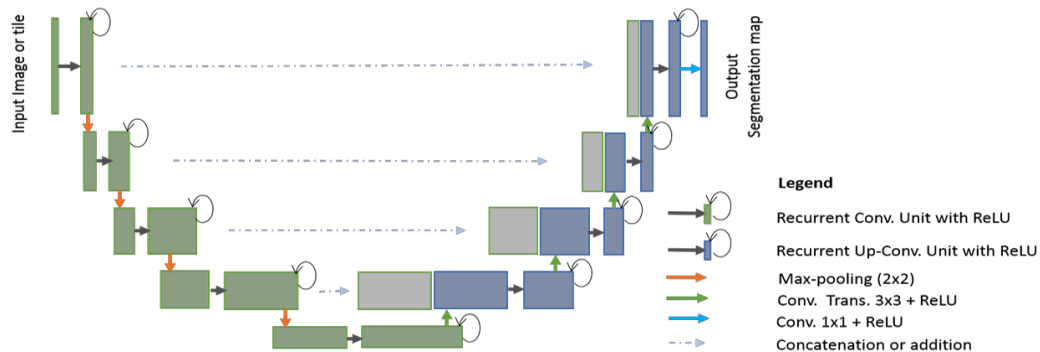 Input Image or tile
Output
Segmentation map
Legend
Recurrent Conv. Unit with ReLU
Recurrent Up-Conv. Unit with ReLU
Max-pooling (2x2)
Conv. Trans. 3x3 + ReLU
Conv. 1x1 + ReLU
Concatenation or addition